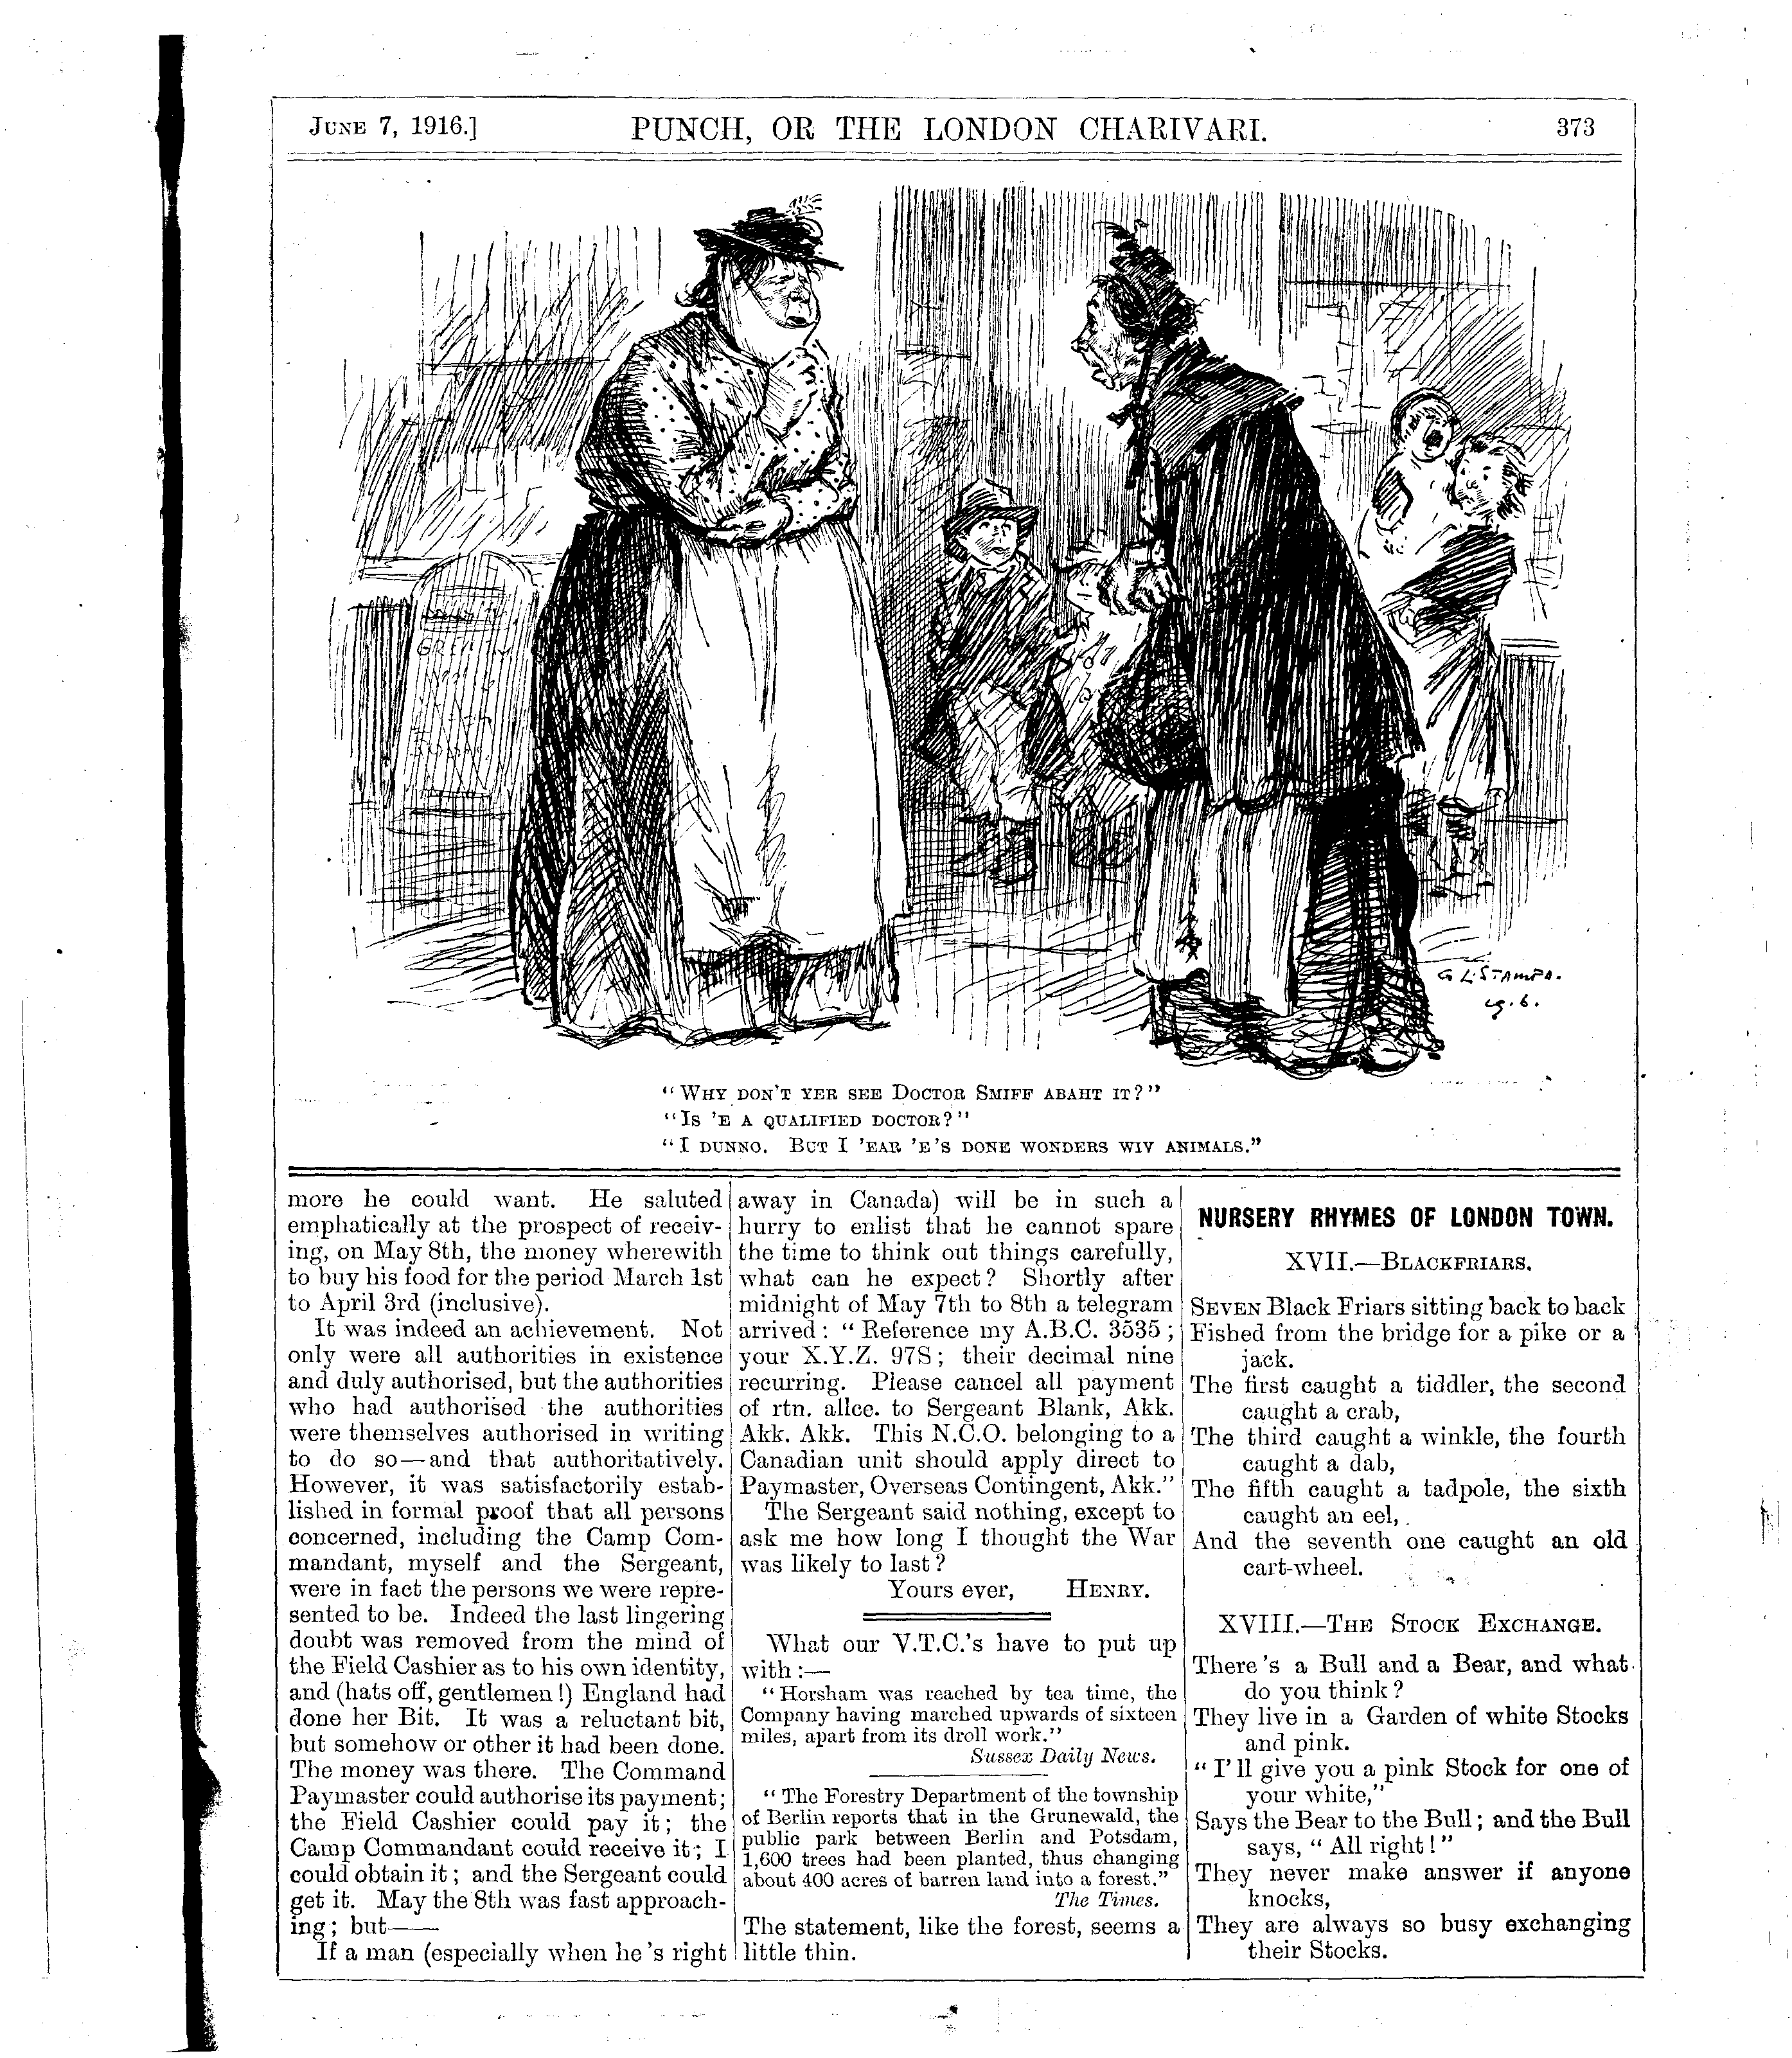 JUNE 7, 1916.] PUNCH, OR THE LONDON CHARIVARI. 373
G. L. STAMPA.
"WHY DON'T YER SEE DOCTOR SMIFF ABAHT IT?"
"IS 'E A QUALIFIED DOCTOR?"
"I DUNNO. BUT I 'EAR 'E'S DONE WONDERS WIV ANIMALS."
more he could want. He saluted
emphatically at the prospect of receiv-
ing, on May 8th, the money wherewith
to buy his food for the period March 1st
to April 3rd (inclusive).
It was indeed an achievement. Not
only were all authorities in existence
and duly authorised, but the authorities
who had authorised the authorities
were themselves authorised in writing
to do so—and that authoritatively.
However, it was satisfactorily estab-
lished in formal proof that all persons
concerned, including the Camp Com-
mandant, myself and the Sergeant,
were in fact the persons we were repre-
sented to be. Indeed the last lingering
doubt was removed from the mind of
the Field Cashier as to his own identity,
and (hats off, gentlemen!) England had
done her Bit. It was a reluctant bit,
but somehow or other it had been done.
The money was there. The Command
Paymaster could authorise its payment;
the Field Cashier could pay it; the
Camp Commandant could receive it; I
could obtain it; and the Sergeant could
get it. May the 8th was fast approach-
ing; but——
If a man (especially when he's right
away in Canada) will be in such a
hurry to enlist that he cannot spare
the time to think out things carefully,
what can he expect? Shortly after
midnight of May 7th to 8th a telegram
arrived: "Reference my A.B.C. 3535;
your X.Y.Z. 97S; their decimal nine
recurring. Please cancel all payment
of rtn. allce. to Sergeant Blank, Akk.
Akk. Akk. This N.C.O. belonging to a
Canadian unit should apply direct to
Paymaster, Overseas Contingent, Akk."
The Sergeant said nothing, except to
ask me how long I thought the War
was likely to last?
Yours ever, HENRY.
What our V.T.C.'s have to put up
with:—
"Horsham was reached by tea time, the
Company having marched upwards of sixteen
miles, apart from its droll work."
Sussex Daily News.
"The Forestry Department of the township
of Berlin reports that in the Grunewald, the
public park between Berlin and Potsdam,
1,600 trees had been planted, thus changing
about 400 acres of barren land into a forest."
The Times.
The statement, like the forest, seems a
little thin.
NURSERY RHYMES OF LONDON TOWN.
XVII.—BLACKFRIARS.
SEVEN Black Friars sitting back to back
Fished from the bridge for a pike or a
jack.
The first caught a tiddler, the second
caught a crab,
The third caught a winkle, the fourth
caught a dab,
The fifth caught a tadpole, the sixth
caught an eel,
And the seventh one caught an old
cart-wheel.
XVIII.—THE STOCK EXCHANGE.
There's a Bull and a Bear, and what
do you think?
They live in a Garden of white Stocks
and pink.
"I'll give you a pink Stock for one of
your white,"
Says the Bear to the Bull; and the Bull
says, "All right!"
They never make answer if anyone
knocks,
They are always so busy exchanging
their Stocks.